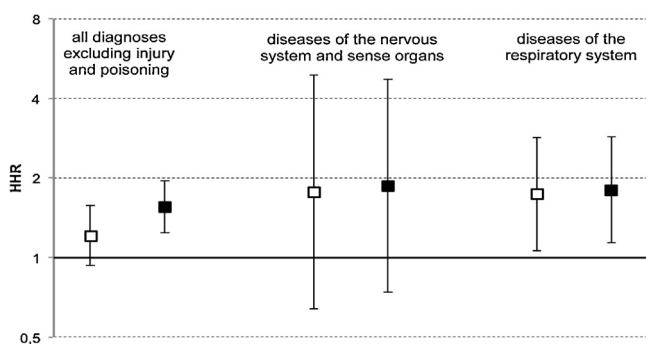 8
4
2
1
0,5
HHR
all diagnoses
excluding injury
and poisoning
diseases of the nervous
system and sense organs
diseases of the
respiratory system